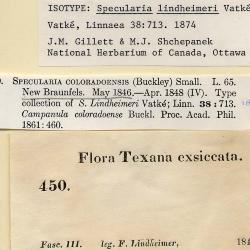 ISOTYPE: Specularia lindheimeri Vatké
Vatké, Linnaea 38:713. 1874
J.M. Gillett & M.J. Shchepanek
National Herbarium of Canada, Ottawa
SPECULARIA COLORADOENSIS (Buckley) Small. L. 65.
New Braunfels. May 1846.—Apr. 1848 (IV). Type
collection of S. Lindheimeri Vatké; Linn. 38:713.
Campanula coloradoense Buckl. Proc. Acad. Phil.
1861:460.
Flora Texana exsiccata.
450.
Fasc. III. leg. F. Lindheimer,